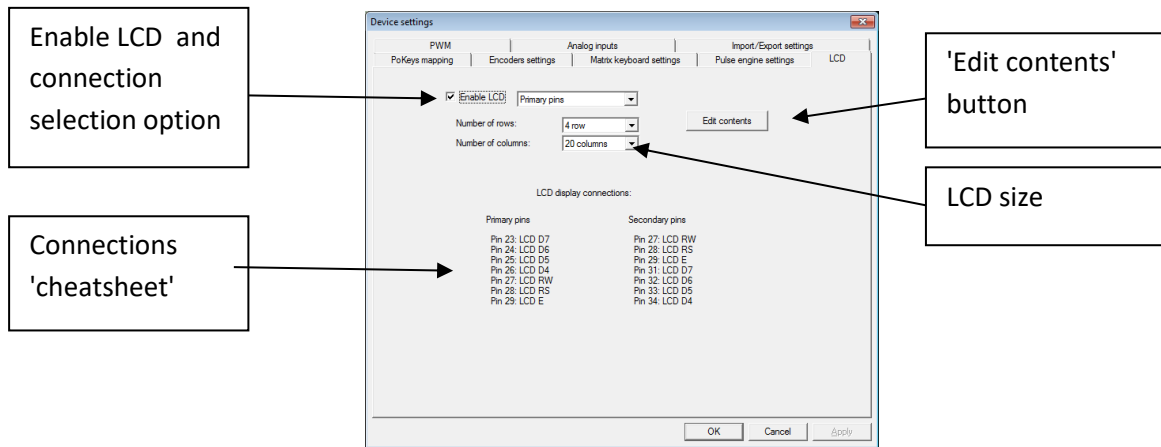 Enable LCD and
connection
selection option
Connections
'cheatsheet'
Device settings
PWM Analog inputs Import/Export settings
PoKeys mapping Encoders settings Matrix keyboard settings Pulse engine settings LCD
Enable LCD Primary pins
Number of rows: 4 row
Edit contents
Number of columns: 20 columns
LCD display connections:
Primary pins Secondary pins
Pin 23: LCD D7 Pin 27: LCD RW
Pin 24: LCD D6 Pin 28: LCD RS
Pin 25: LCD D5 Pin 29: LCD E
Pin 26: LCD D4 Pin 31: LCD D7
Pin 27: LCD RW Pin 32: LCD D6
Pin 28: LCD RS Pin 33: LCD D5
Pin 29: LCD E Pin 34: LCD D4
OK Cancel Apply
'Edit contents'
button
LCD size